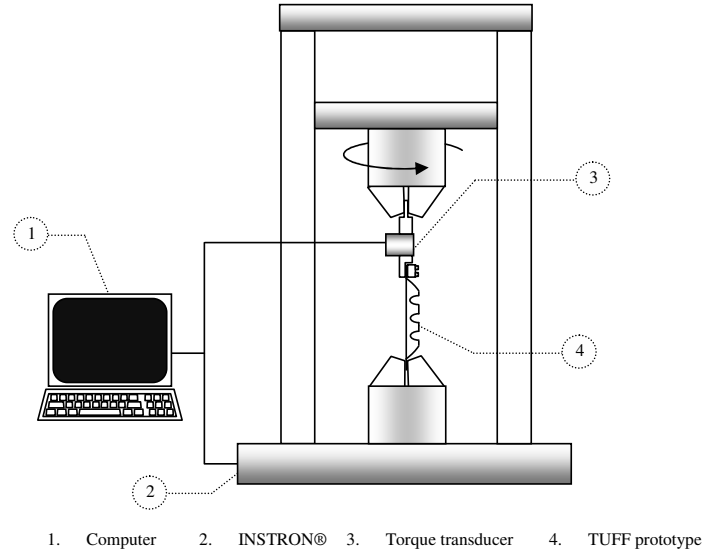 3
1
4
2
1. Computer 2. INSTRON® 3. Torque transducer 4. TUFF prototype